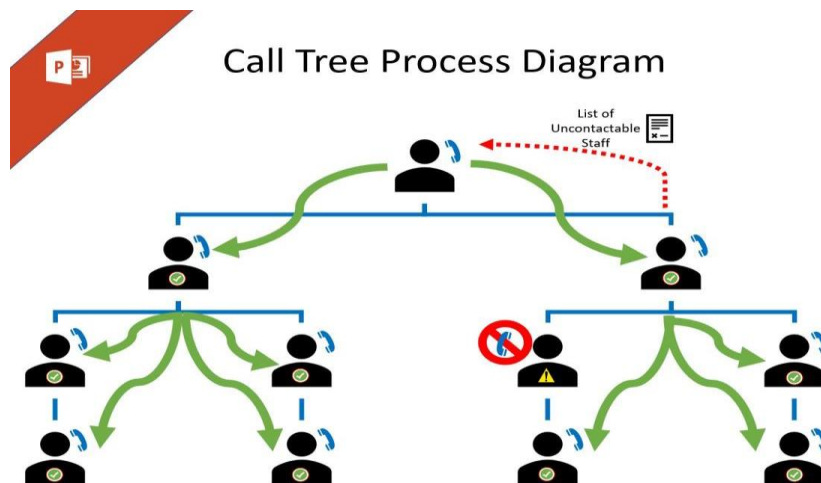 P
Call Tree Process Diagram
List of
Uncontactable
Staff